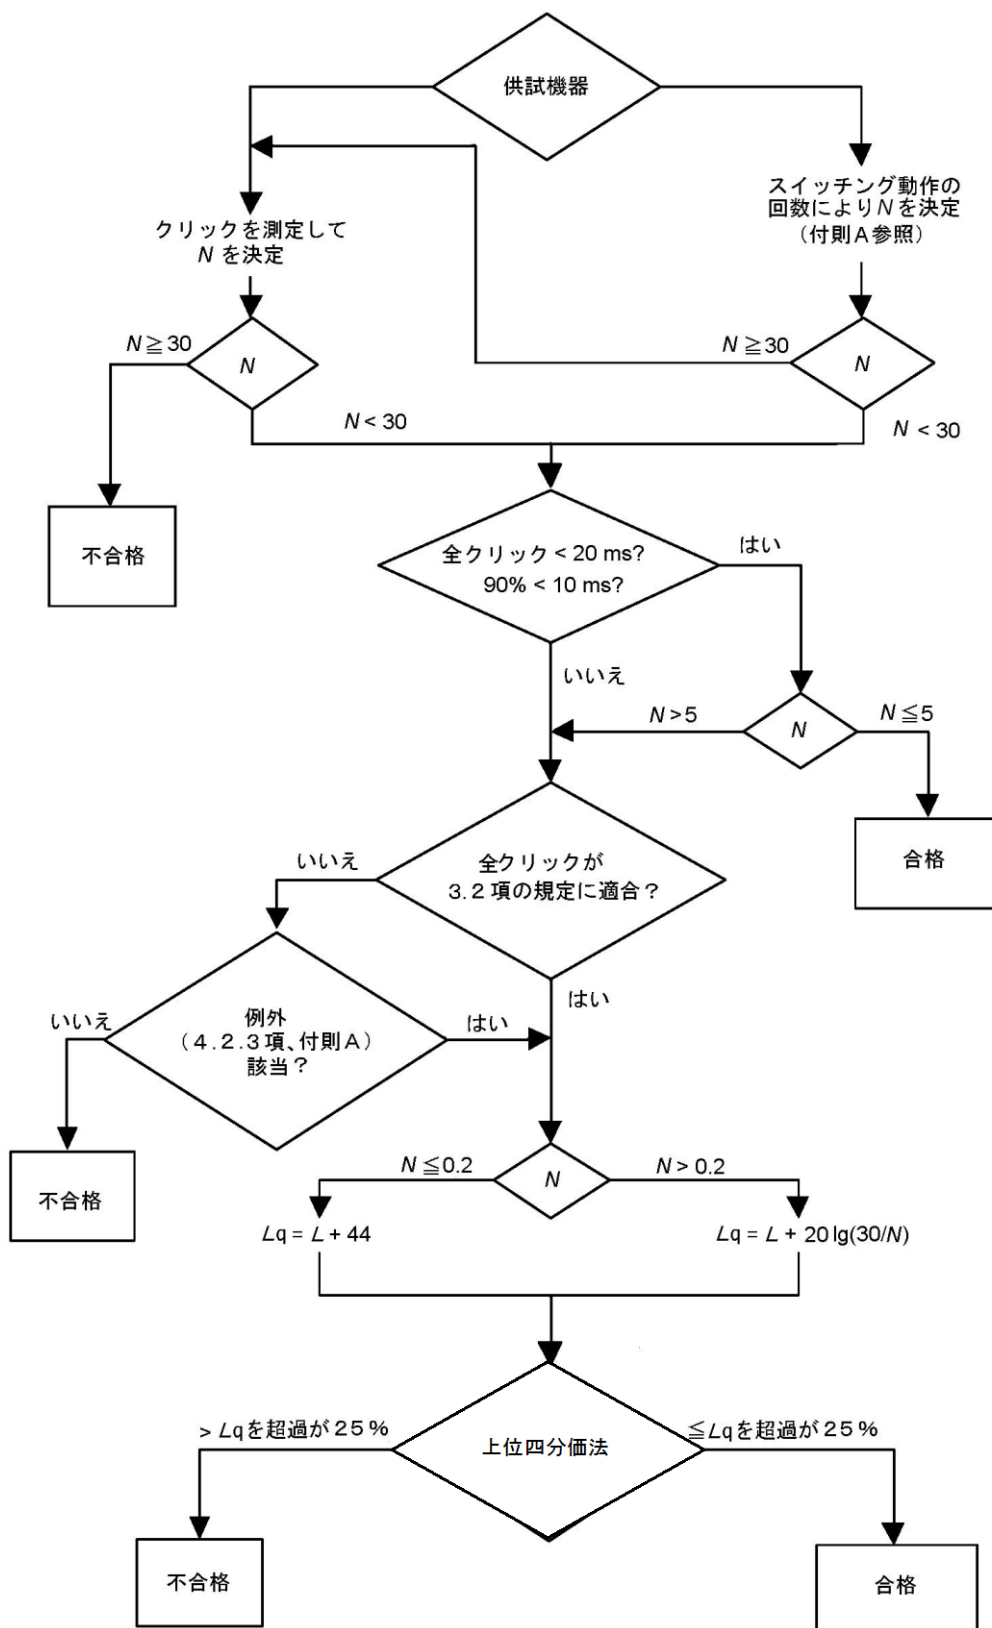 供試機器
スイッチング動作の
回数によりNを決定
(付則A参照)
クリックを測定して
Nを決定
N≧30
N
N≧30
N
N<30
N<30
不合格
全クリック<20 ms?
90%<10 ms?
はい
いいえ
N>5
N
N≦5
合格
いいえ
全クリックが
3.2項の規定に適合?
はい
いいえ
例外
(4.2.3項、付則A)
該当?
はい
不合格
N≦0.2
N
N>0.2
Lq = L + 44
Lq = L + 20 lg(30/N)
> Lqを超過が25%
上位四分価法
≦Lqを超過が25%
不合格
合格